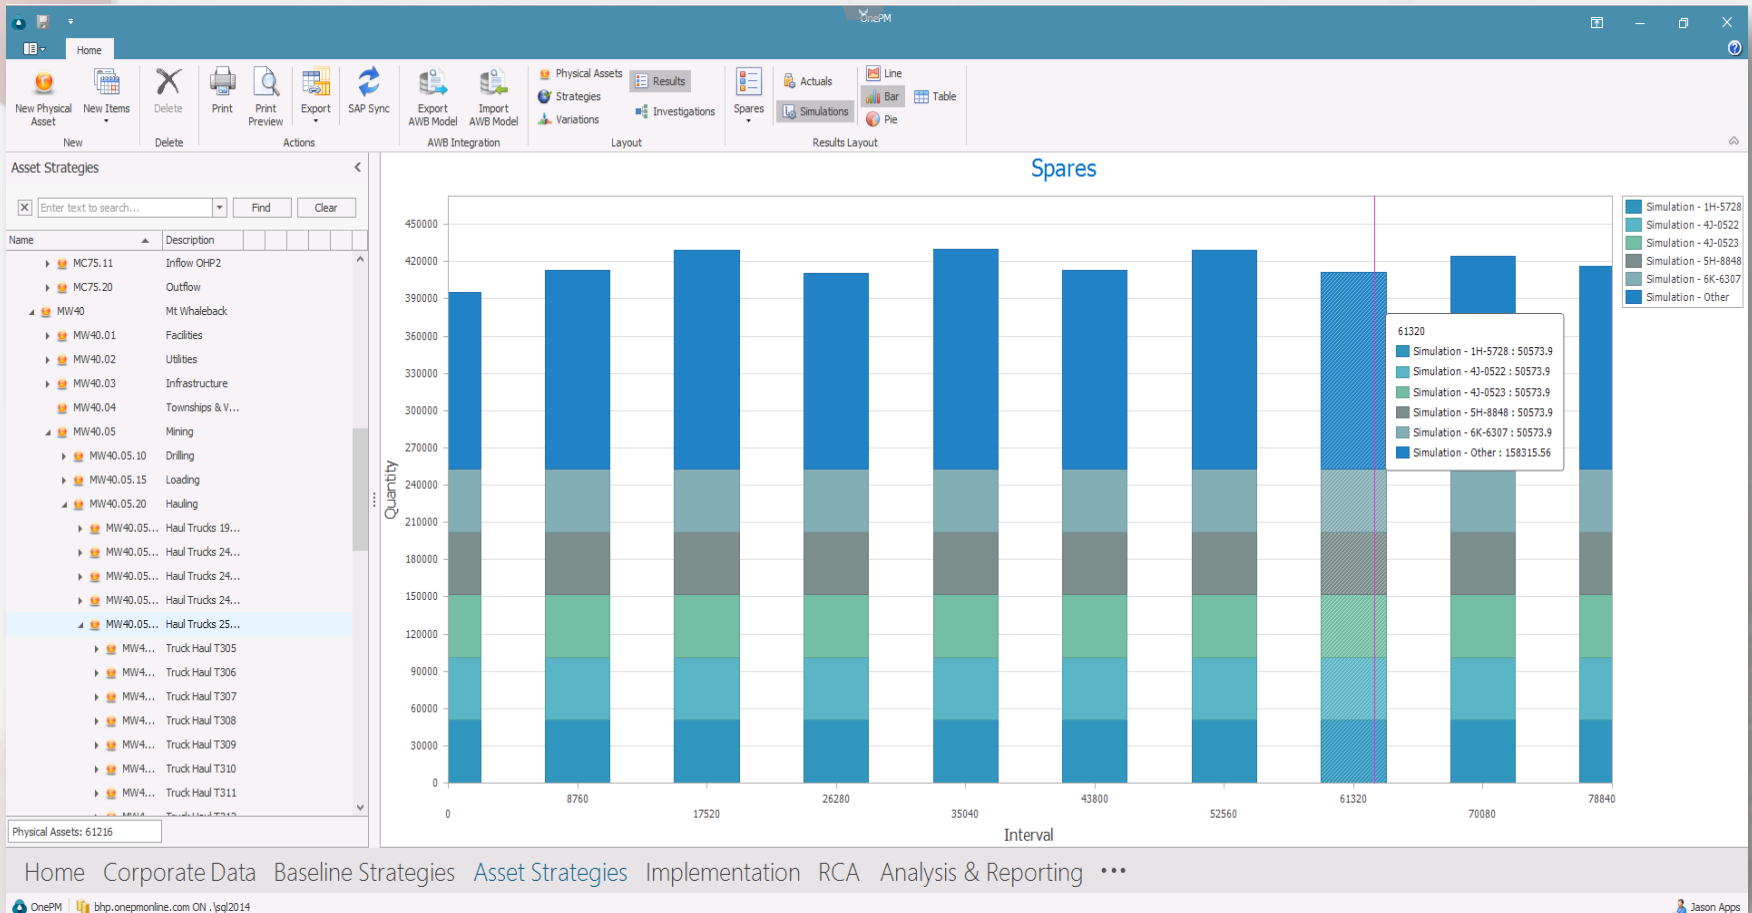 OnePM
Home
New Physical Asset
New Items
Delete
Print
Print Preview
Export
SAP Sync
Export AWB Model
Import AWB Model
Physical Assets
Strategies
Variations
Results
Investigations
Spares
Actuals
Simulations
Line
Bar
Pie
Table
New
Delete
Actions
AWB Integration
Layout
Results Layout
Asset Strategies
Enter text to search...
Find
Clear
Name
Description
MC75.11 Inflow OHP2
MC75.20 Outflow
MW40 Mt Whaleback
MW40.01 Facilities
MW40.02 Utilities
MW40.03 Infrastructure
MW40.04 Townships & V...
MW40.05 Mining
MW40.05.10 Drilling
MW40.05.15 Loading
MW40.05.20 Hauling
MW40.05... Haul Trucks 19...
MW40.05... Haul Trucks 24...
MW40.05... Haul Trucks 24...
MW40.05... Haul Trucks 24...
MW40.05... Haul Trucks 25...
MW4... Truck Haul T305
MW4... Truck Haul T306
MW4... Truck Haul T307
MW4... Truck Haul T308
MW4... Truck Haul T309
MW4... Truck Haul T310
MW4... Truck Haul T311
Physical Assets: 61216
Spares
Quantity
450000
420000
390000
360000
330000
300000
270000
240000
210000
180000
150000
120000
90000
60000
30000
0
0
8760
17520
26280
35040
43800
52560
61320
70080
78840
Interval
Simulation - 1H-5728
Simulation - 4J-0522
Simulation - 4J-0523
Simulation - 5H-8848
Simulation - 6K-6307
Simulation - Other
61320
Simulation - 1H-5728 : 50573.9
Simulation - 4J-0522 : 50573.9
Simulation - 4J-0523 : 50573.9
Simulation - 5H-8848 : 50573.9
Simulation - 6K-6307 : 50573.9
Simulation - Other : 158315.56
Home Corporate Data Baseline Strategies Asset Strategies Implementation RCA Analysis & Reporting •••
OnePM bhp.onepmonline.com ON .\sql2014
Jason Apps